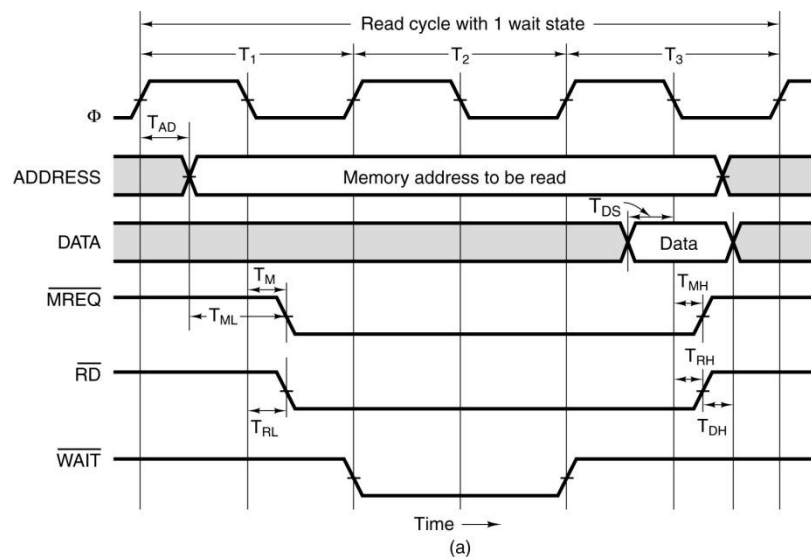 Read cycle with 1 wait state
T1 T2 T3
Φ
TAD
ADDRESS Memory address to be read
TDS
DATA Data
TM TMH
MREQ
TML
TRH
RD
TRL TDH
WAIT
Time
(a)